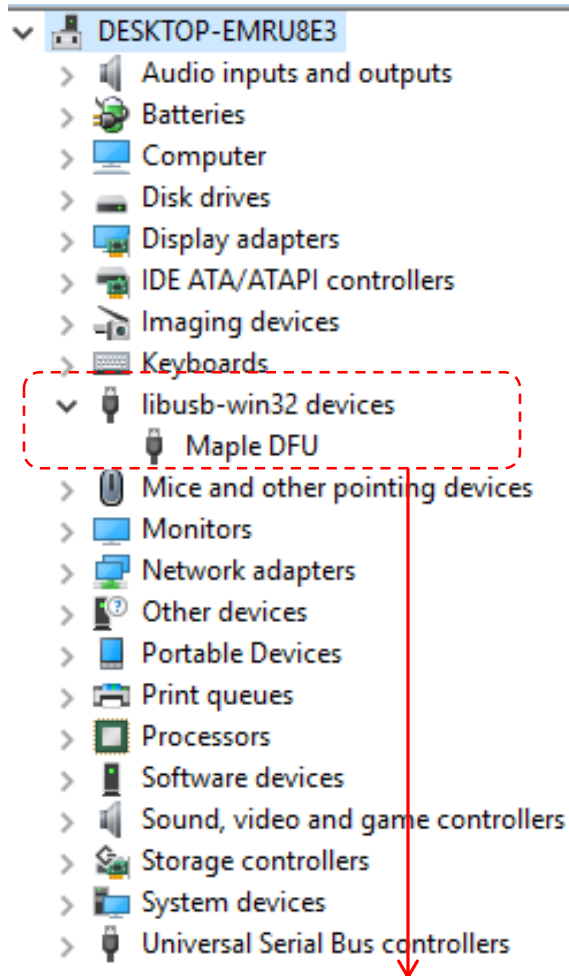 DESKTOP-EMRU8E3
Audio inputs and outputs
Batteries
Computer
Disk drives
Display adapters
IDE ATA/ATAPI controllers
Imaging devices
Keyboards
libusb-win32 devices
Maple DFU
Mice and other pointing devices
Monitors
Network adapters
Other devices
Portable Devices
Print queues
Processors
Software devices
Sound, video and game controllers
Storage controllers
System devices
Universal Serial Bus controllers